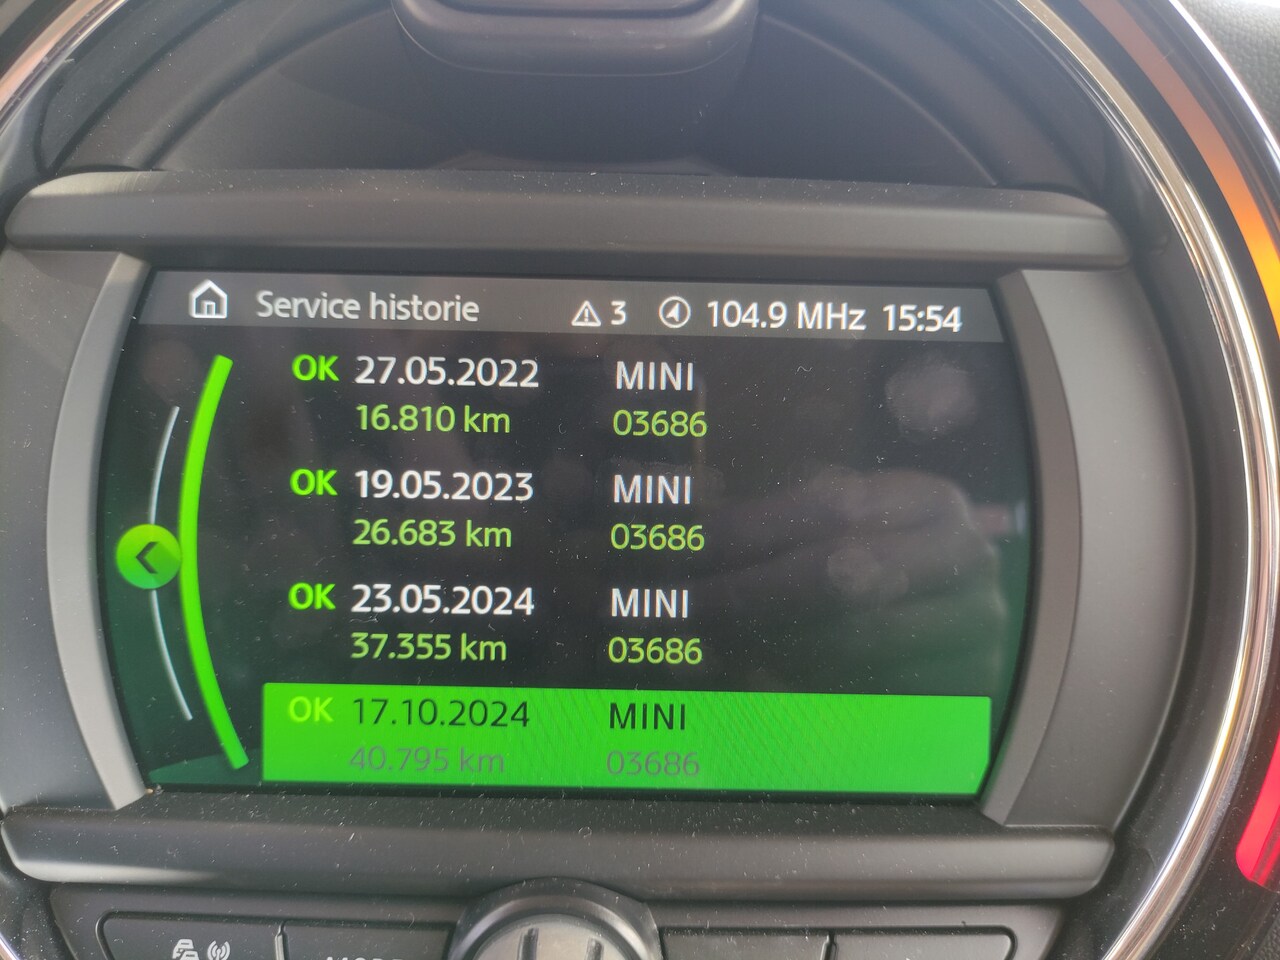 Service historie 3 104.9 MHz 15:54
OK 27.05.2022 MINI
16.810 km 03686
OK 19.05.2023 MINI
26.683 km 03686
OK 23.05.2024 MINI
37.355 km 03686
OK 17.10.2024 MINI
40.795 km 03686